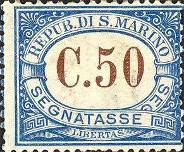 REPUB. DI S. MARINO
C.50
SEGNATASSE
LIBERTAS